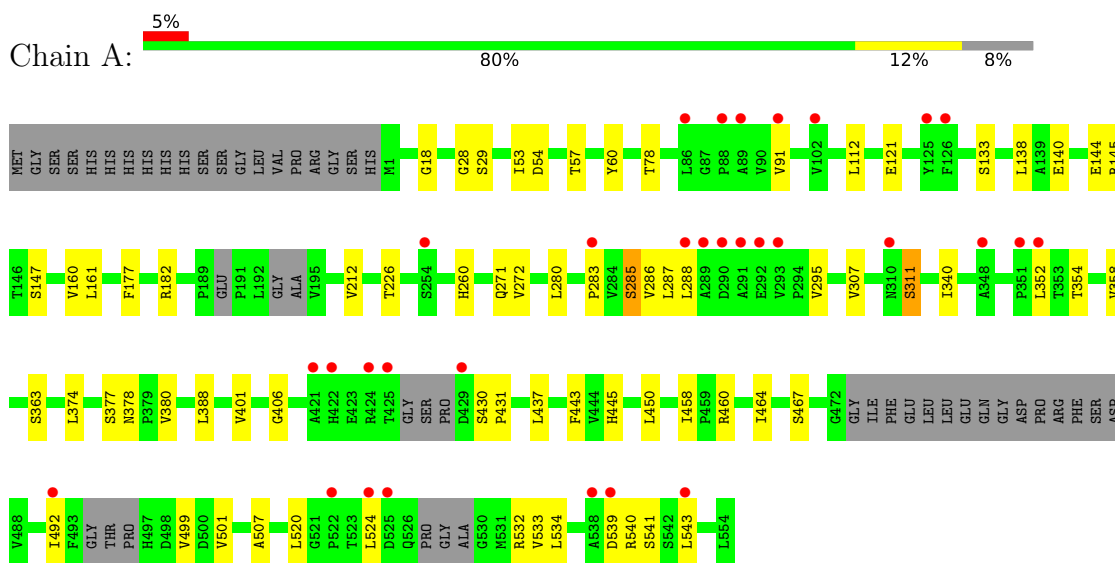 5%
Chain A:
80% 12% 8%
MET GLY SER SER HIS HIS HIS HIS HIS HIS SER SER GLY LEU VAL PRO ARG GLY SER HIS M1 G18 G28 S29 I53 D54 T57 Y60 T78 L86 G87 P88 A89 V90 V91 V102 L112 E121 Y125 F126 S133 L138 A139 E140 E144 R145
T146 S147 V160 L161 F177 R182 P189 GLU P191 L192 GLY ALA V195 V212 T226 S254 H260 Q271 V272 L280 P283 V284 S285 V286 L287 L288 A289 D290 A291 E292 V293 P294 V295 V307 N310 S311 I340 A348 P351 L352 T353 T354 V358
S363 L374 S377 N378 P379 V380 L388 V401 G406 A421 H422 E423 R424 T425 GLY SER PRO D429 S430 P431 L437 F443 V444 H445 L450 I458 P459 R460 I464 S467 G472 GLY ILE PHE GLU LEU LEU GLU GLN GLY ASP PRO ARG PHE SER ASP
V488 I492 F493 GLY THR PRO H497 D498 V499 D500 V501 A507 L520 G521 P522 T523 L524 D525 Q526 PRO GLY ALA G530 M531 R532 V533 L534 A538 D539 R540 S541 S542 L543 L554